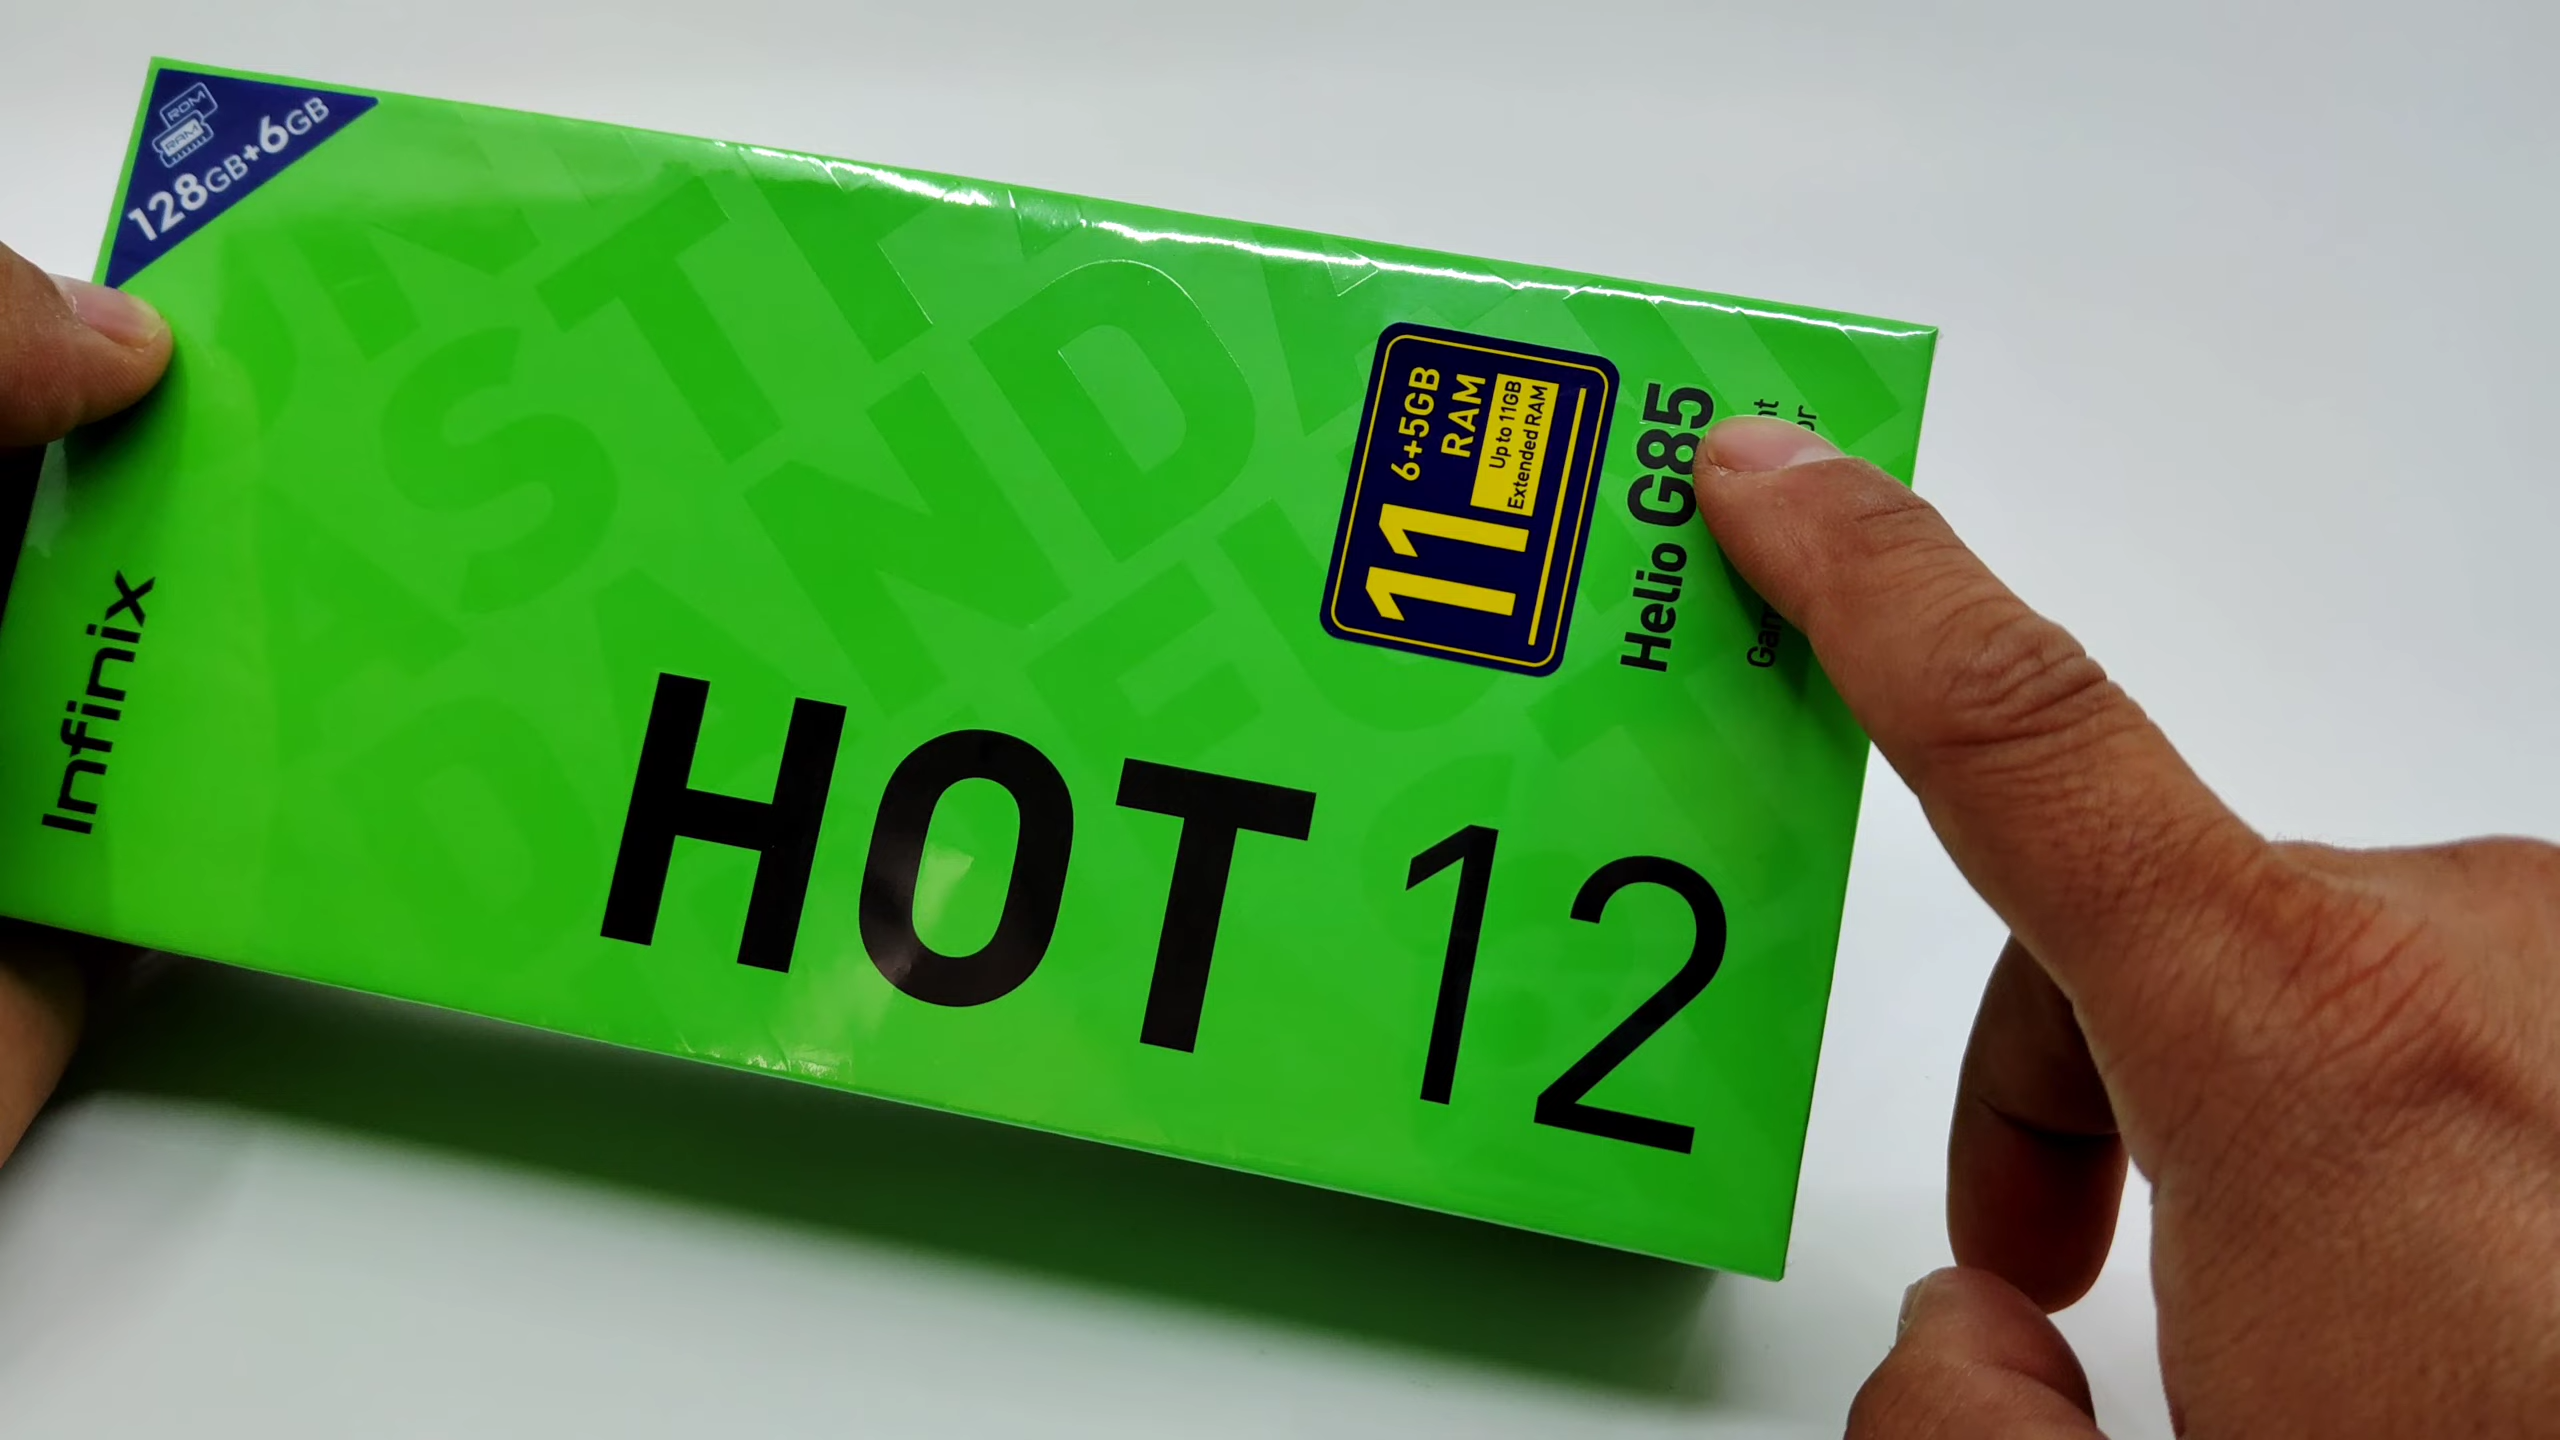 ROM
RAM
128GB+6GB
Infinix
11
6+5GB
RAM
Up to 11GB
Extended RAM
Helio G85
HOT 12